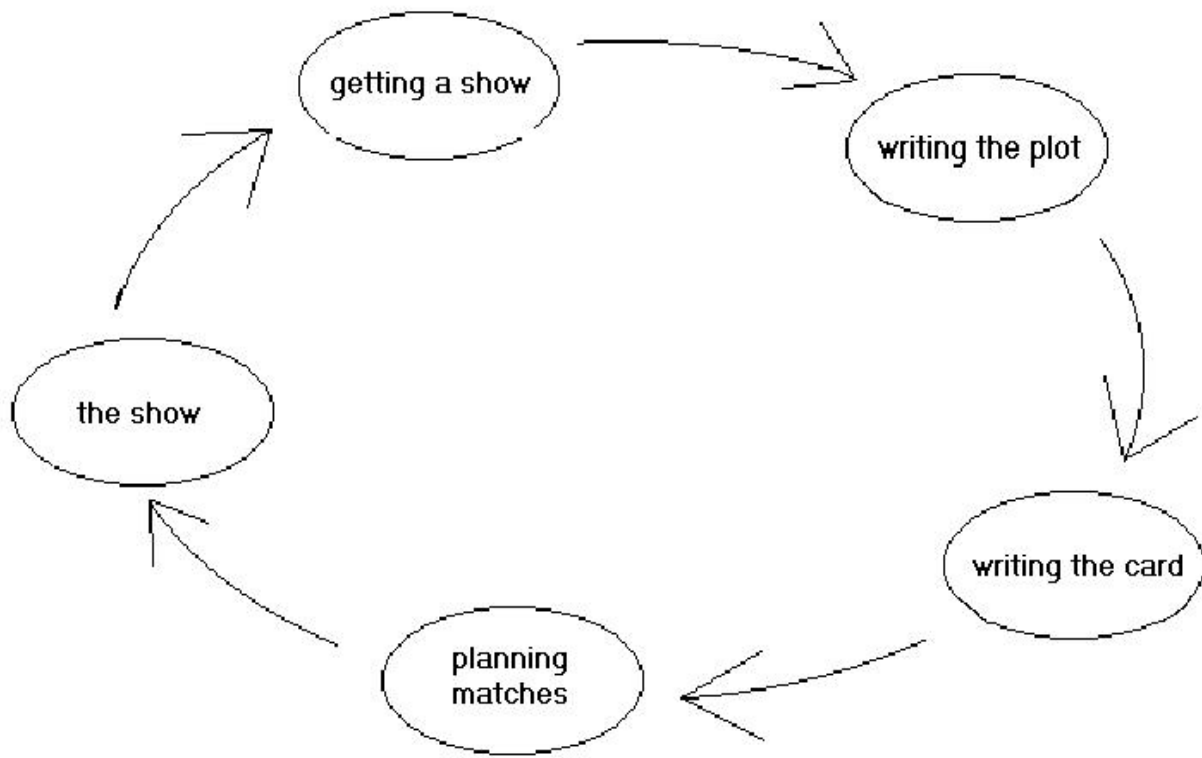 getting a show
writing the plot
writing the card
planning
matches
the show